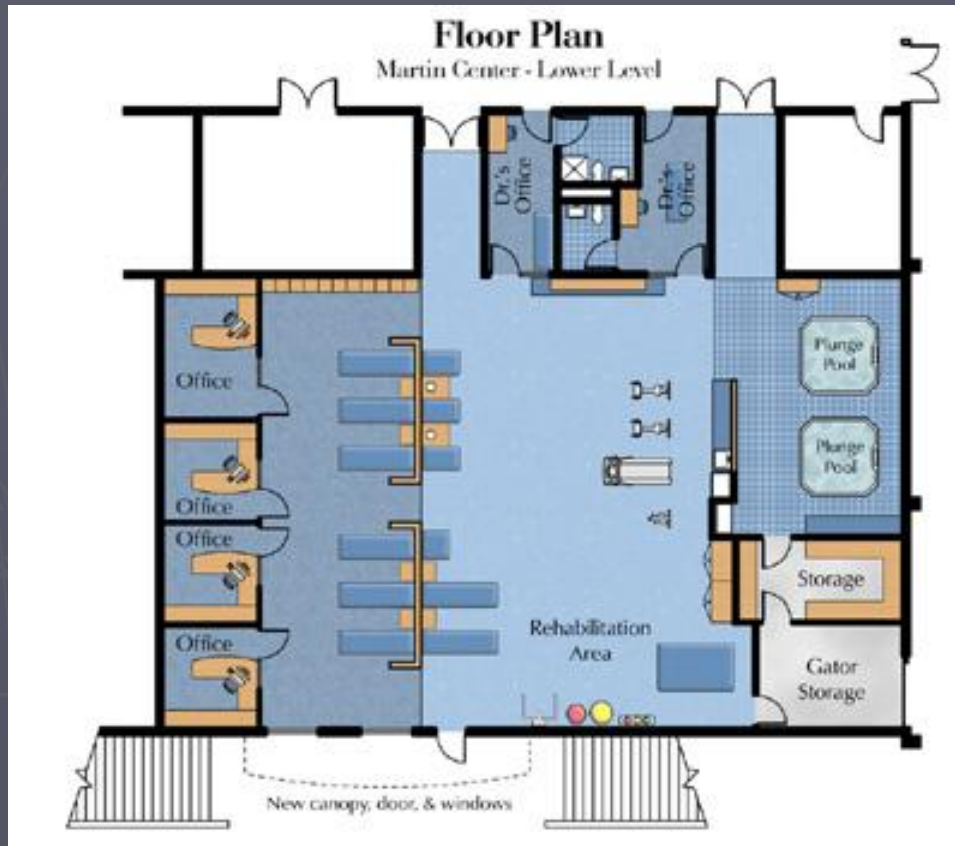 Floor Plan
Martin Center - Lower Level
Dr.'s
Office
Dr.'s
Office
Plunge
Pool
Office
Plunge
Pool
Office
Office
Storage
Office
Rehabilitation
Area
Gator
Storage
New canopy, door, & windows